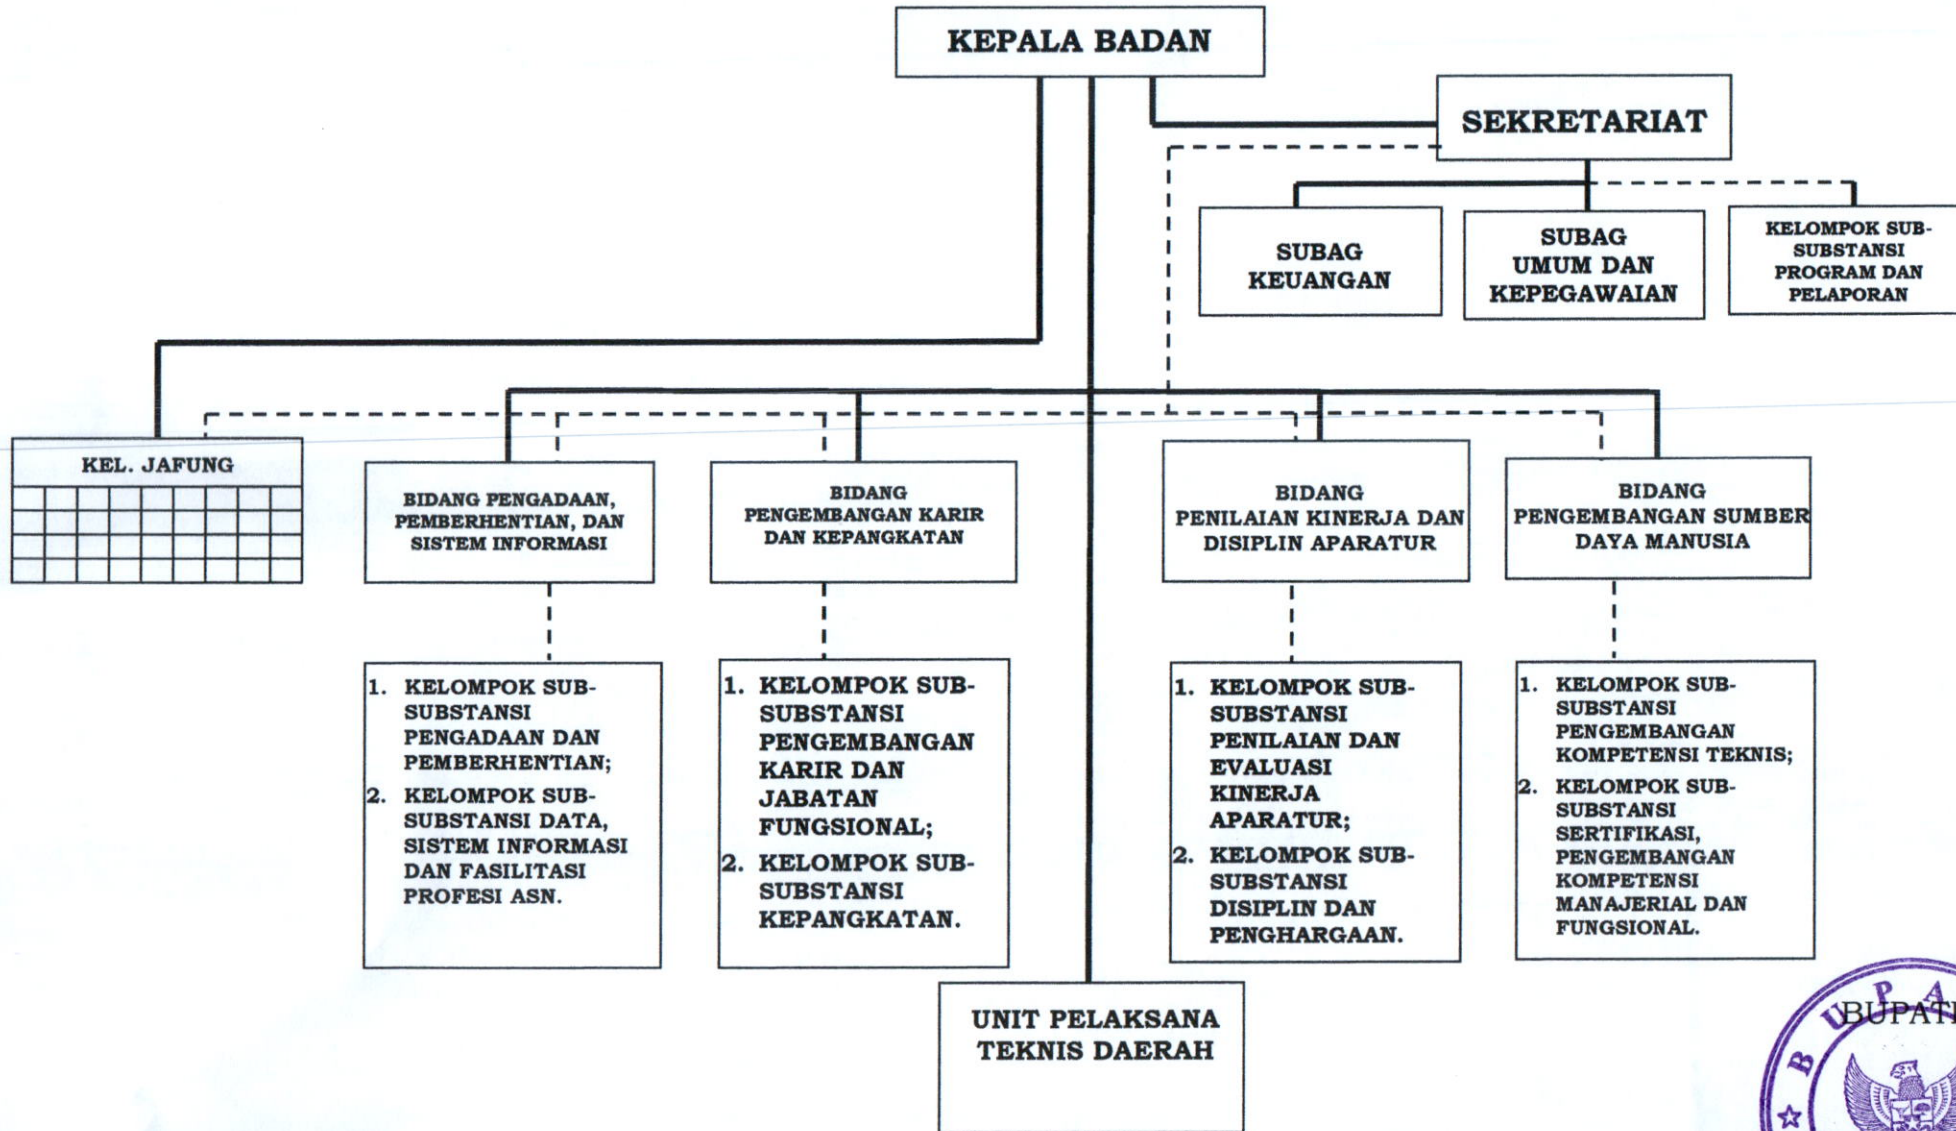 KEPALA BADAN
SEKRETARIAT
SUBAG
KEUANGAN
SUBAG
UMUM DAN
KEPEGAWAIAN
KELOMPOK SUB-
SUBSTANSI
PROGRAM DAN
PELAPORAN
KEL. JAFUNG
BIDANG PENGADAAN,
PEMBERHENTIAN, DAN
SISTEM INFORMASI
BIDANG
PENGEMBANGAN KARIR
DAN KEPANGKATAN
BIDANG
PENILAIAN KINERJA DAN
DISIPLIN APARATUR
BIDANG
PENGEMBANGAN SUMBER
DAYA MANUSIA
1. KELOMPOK SUB-
SUBSTANSI
PENGADAAN DAN
PEMBERHENTIAN;
2. KELOMPOK SUB-
SUBSTANSI DATA,
SISTEM INFORMASI
DAN FASILITASI
PROFESI ASN.
1. KELOMPOK SUB-
SUBSTANSI
PENGEMBANGAN
KARIR DAN
JABATAN
FUNGSIONAL;
2. KELOMPOK SUB-
SUBSTANSI
KEPANGKATAN.
1. KELOMPOK SUB-
SUBSTANSI
PENILAIAN DAN
EVALUASI
KINERJA
APARATUR;
2. KELOMPOK SUB-
SUBSTANSI
DISIPLIN DAN
PENGHARGAAN.
1. KELOMPOK SUB-
SUBSTANSI
PENGEMBANGAN
KOMPETENSI TEKNIS;
2. KELOMPOK SUB-
SUBSTANSI
SERTIFIKASI,
PENGEMBANGAN
KOMPETENSI
MANAJERIAL DAN
FUNGSIONAL.
UNIT PELAKSANA
TEKNIS DAERAH
BUPATI
BUPA